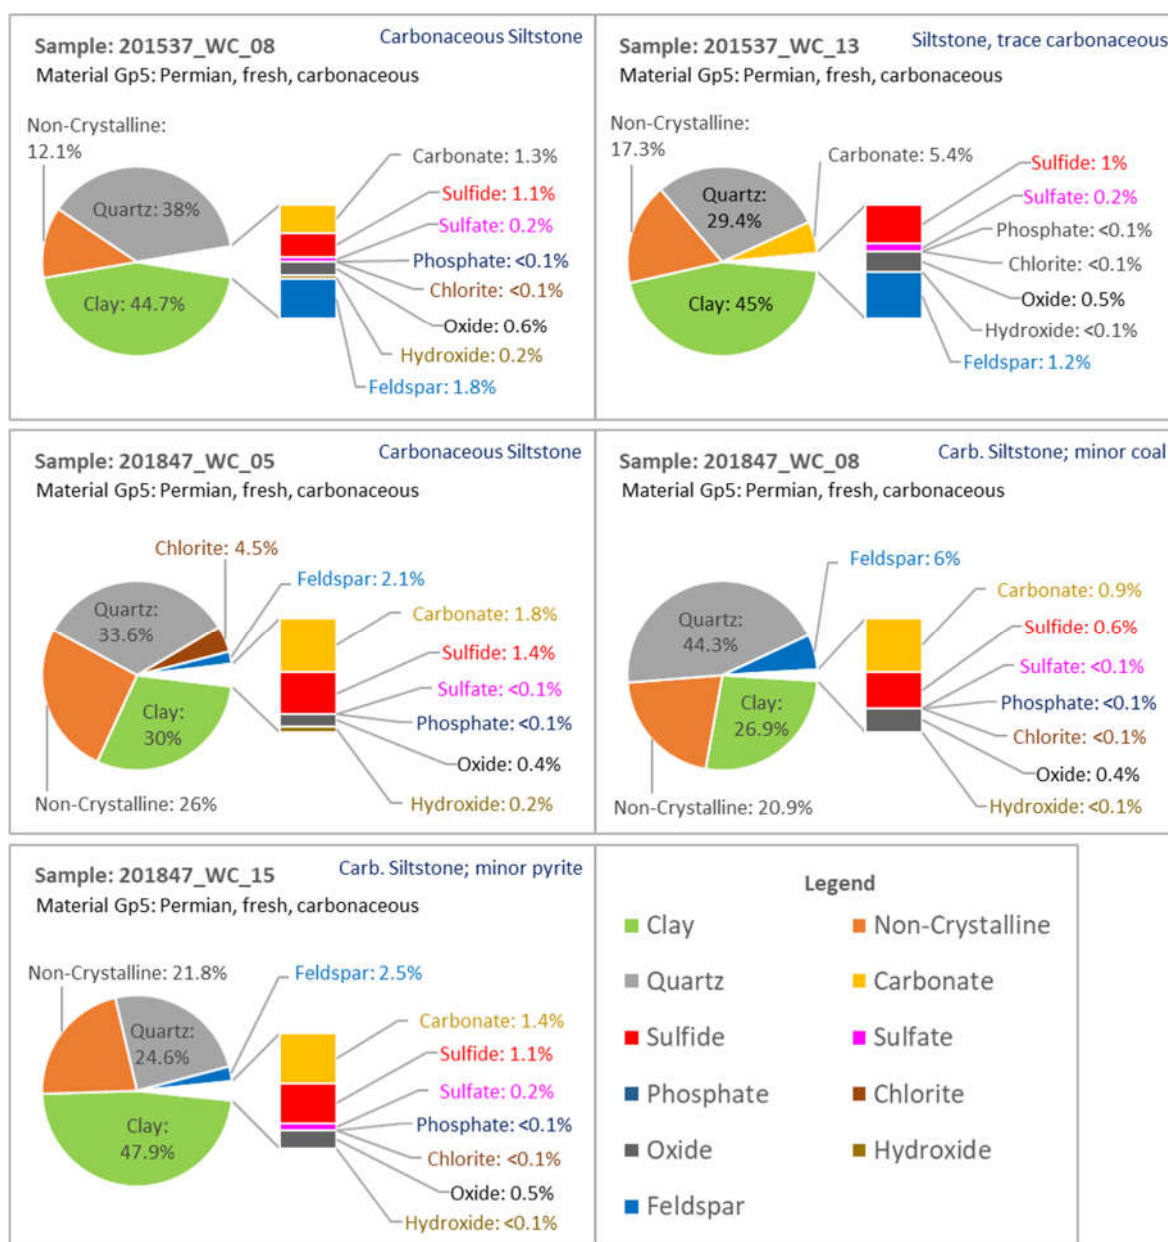 Sample: 201537_WC_08
Carbonaceous Siltstone
Material Gp5: Permian, fresh, carbonaceous
Non-Crystalline:
12.1%
Quartz: 38%
Clay: 44.7%
Carbonate: 1.3%
Sulfide: 1.1%
Sulfate: 0.2%
Phosphate: <0.1%
Chlorite: <0.1%
Oxide: 0.6%
Hydroxide: 0.2%
Feldspar: 1.8%
Sample: 201537_WC_13
Siltstone, trace carbonaceous
Material Gp5: Permian, fresh, carbonaceous
Non-Crystalline:
17.3%
Quartz:
29.4%
Clay: 45%
Carbonate: 5.4%
Sulfide: 1%
Sulfate: 0.2%
Phosphate: <0.1%
Chlorite: <0.1%
Oxide: 0.5%
Hydroxide: <0.1%
Feldspar: 1.2%
Sample: 201847_WC_05
Carbonaceous Siltstone
Material Gp5: Permian, fresh, carbonaceous
Chlorite: 4.5%
Feldspar: 2.1%
Quartz:
33.6%
Clay:
30%
Non-Crystalline: 26%
Carbonate: 1.8%
Sulfide: 1.4%
Sulfate: <0.1%
Phosphate: <0.1%
Oxide: 0.4%
Hydroxide: 0.2%
Sample: 201847_WC_08
Carb. Siltstone; minor coal
Material Gp5: Permian, fresh, carbonaceous
Feldspar: 6%
Quartz:
44.3%
Clay:
26.9%
Non-Crystalline: 20.9%
Carbonate: 0.9%
Sulfide: 0.6%
Sulfate: <0.1%
Phosphate: <0.1%
Chlorite: <0.1%
Oxide: 0.4%
Hydroxide: <0.1%
Sample: 201847_WC_15
Carb. Siltstone; minor pyrite
Material Gp5: Permian, fresh, carbonaceous
Non-Crystalline: 21.8%
Feldspar: 2.5%
Quartz:
24.6%
Clay:
47.9%
Carbonate: 1.4%
Sulfide: 1.1%
Sulfate: 0.2%
Phosphate: <0.1%
Chlorite: <0.1%
Oxide: 0.5%
Hydroxide: <0.1%
Legend
Clay
Non-Crystalline
Quartz
Carbonate
Sulfide
Sulfate
Phosphate
Chlorite
Oxide
Hydroxide
Feldspar